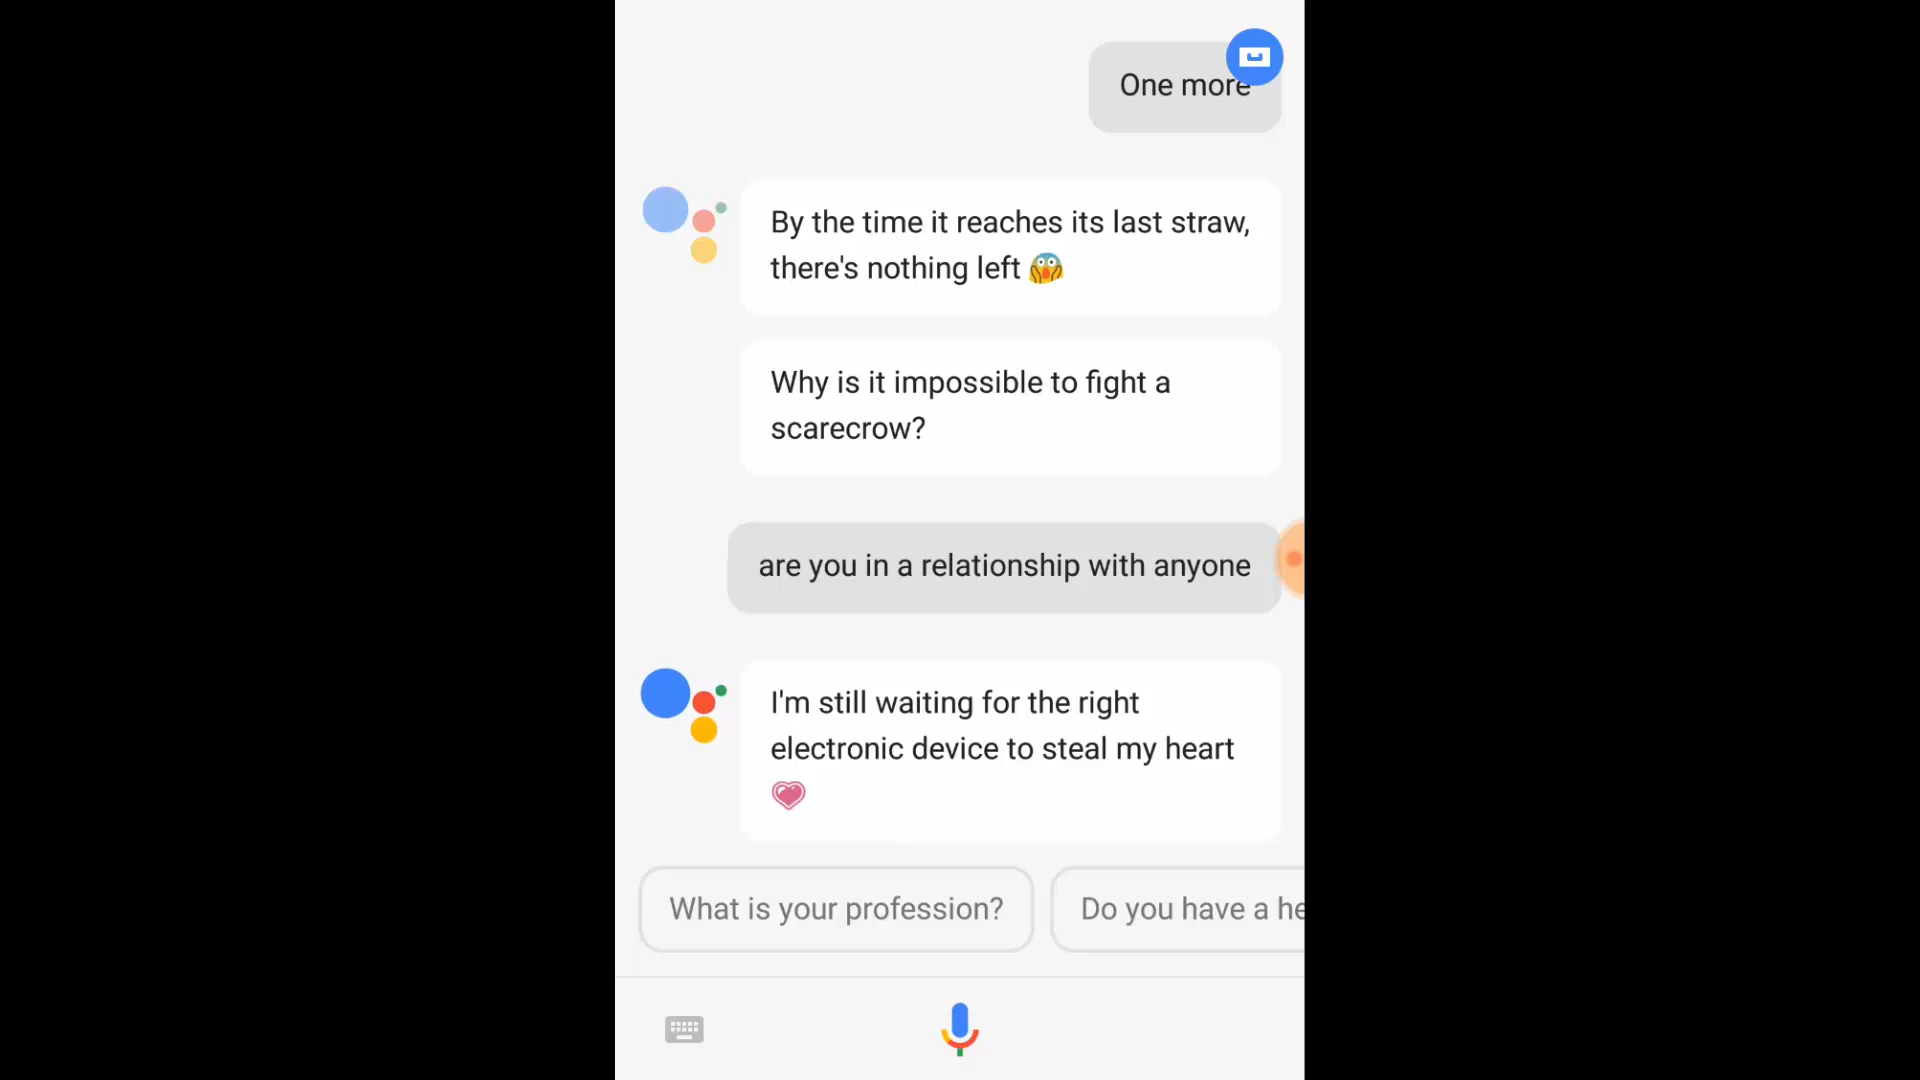 One more
By the time it reaches its last straw,
there's nothing left 😱
Why is it impossible to fight a
scarecrow?
are you in a relationship with anyone
I'm still waiting for the right
electronic device to steal my heart
💗
What is your profession?
Do you have a he